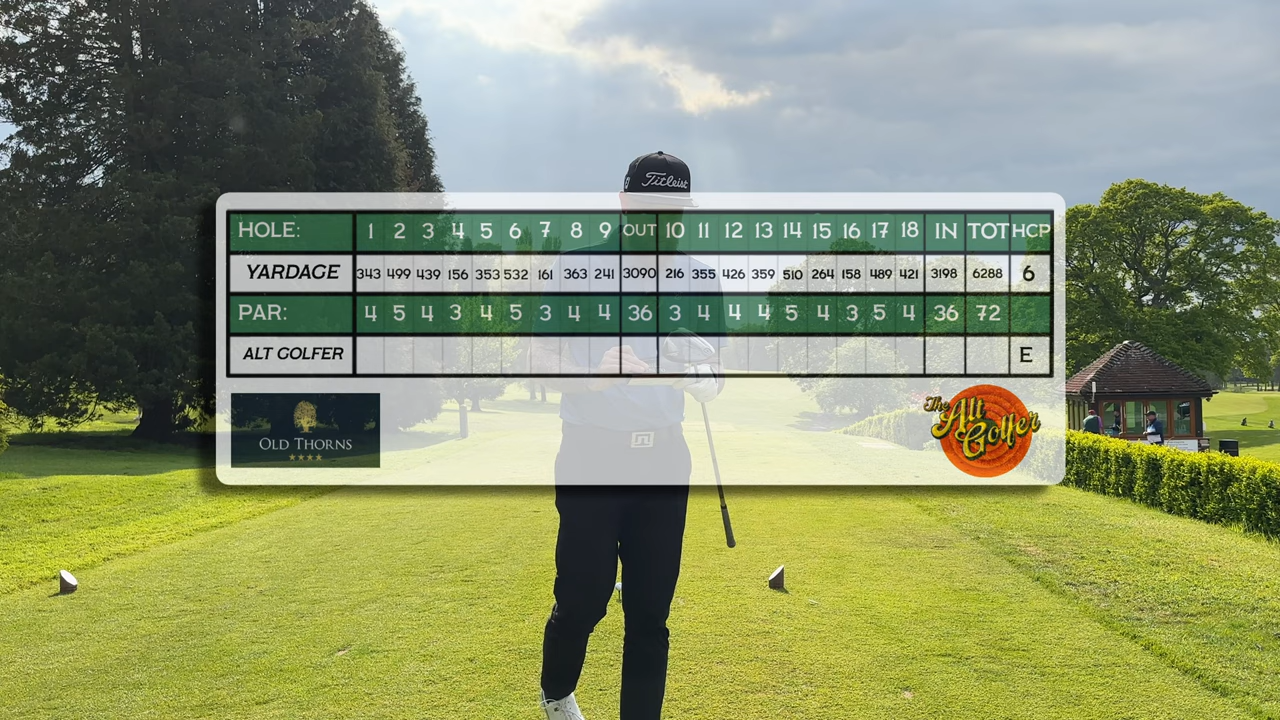 Titleist
HOLE: 1 2 3 4 5 6 7 8 9 OUT 10 11 12 13 14 15 16 17 18 IN TOT HCP
YARDAGE 343 499 439 156 353 532 161 363 241 3090 216 355 426 359 510 264 158 489 421 3198 6288 6
PAR: 4 5 4 3 4 5 3 4 4 36 3 4 4 4 5 4 3 5 4 36 72
ALT GOLFER E
OLD THORNS
The Alt Golfer